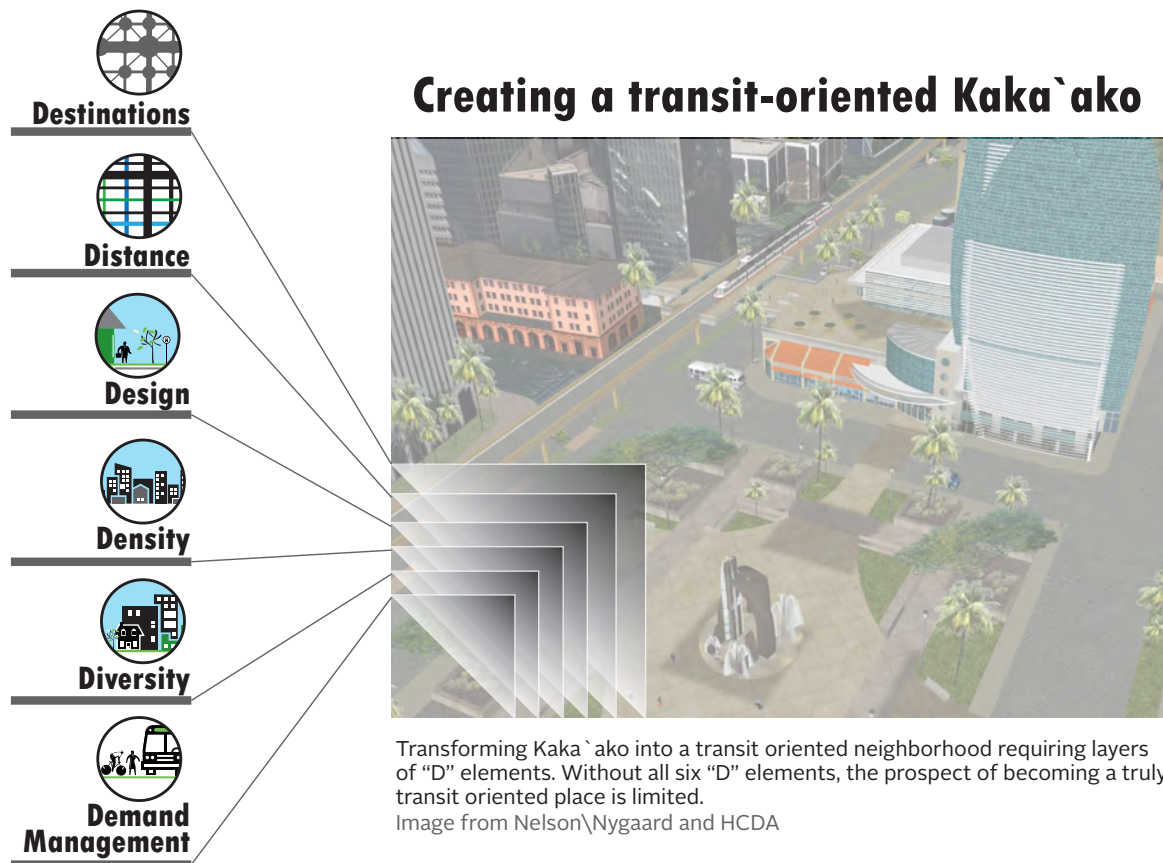 Creating a transit-oriented Kaka`ako
Destinations
Distance
Design
Density
Diversity
Demand
Management
Transforming Kaka`ako into a transit oriented neighborhood requiring layers
of “D” elements. Without all six “D” elements, the prospect of becoming a truly
transit oriented place is limited.
Image from Nelson\Nygaard and HCDA